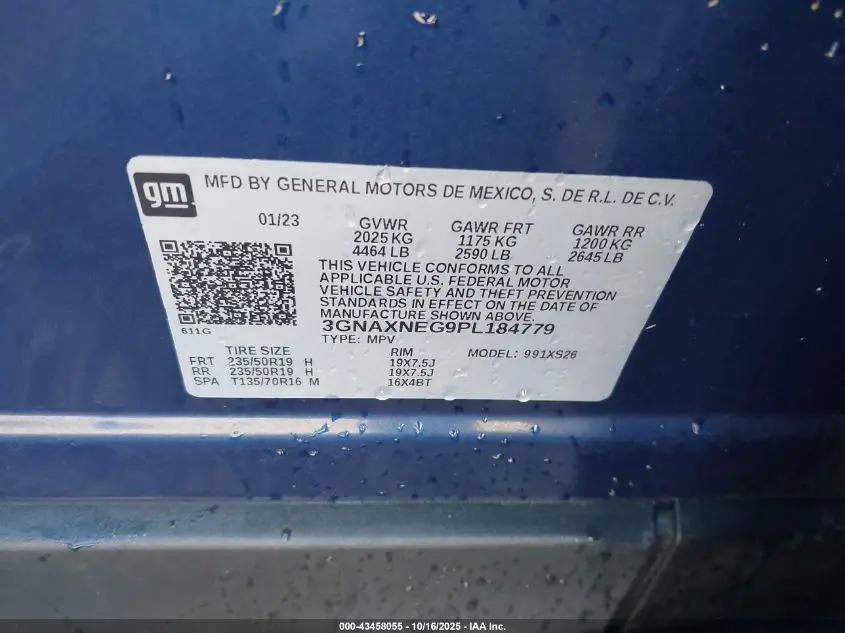 gm
MFD BY GENERAL MOTORS DE MEXICO, S. DE R.L. DE C.V.
01/23 GVWR GAWR FRT GAWR RR
2025 KG 1175 KG 1200 KG
4464 LB 2590 LB 2645 LB
THIS VEHICLE CONFORMS TO ALL
APPLICABLE U.S. FEDERAL MOTOR
VEHICLE SAFETY AND THEFT PREVENTION
STANDARDS IN EFFECT ON THE DATE OF
MANUFACTURE SHOWN ABOVE.
611G
3GNAXNEG9PL184779
TYPE: MPV MODEL: 991XS26
TIRE SIZE RIM
FRT 235/50R19 H 19X7.5J
RR 235/50R19 H 19X7.5J
SPA T135/70R16 M 16X4BT
000-43458055 - 10/16/2025 - IAA Inc.